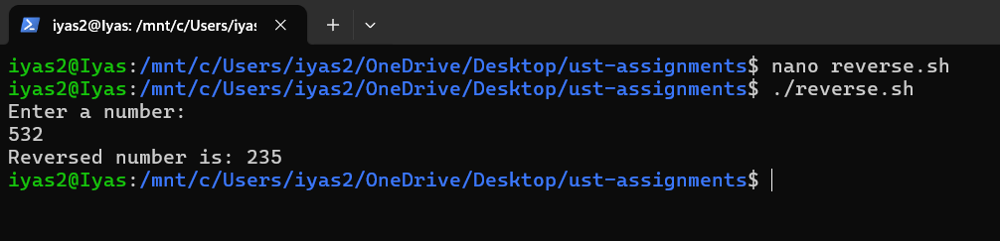 iyas2@Iyas: /mnt/c/Users/iyas
iyas2@Iyas:/mnt/c/Users/iyas2/OneDrive/Desktop/ust-assignments$ nano reverse.sh
iyas2@Iyas:/mnt/c/Users/iyas2/OneDrive/Desktop/ust-assignments$ ./reverse.sh
Enter a number:
532
Reversed number is: 235
iyas2@Iyas:/mnt/c/Users/iyas2/OneDrive/Desktop/ust-assignments$